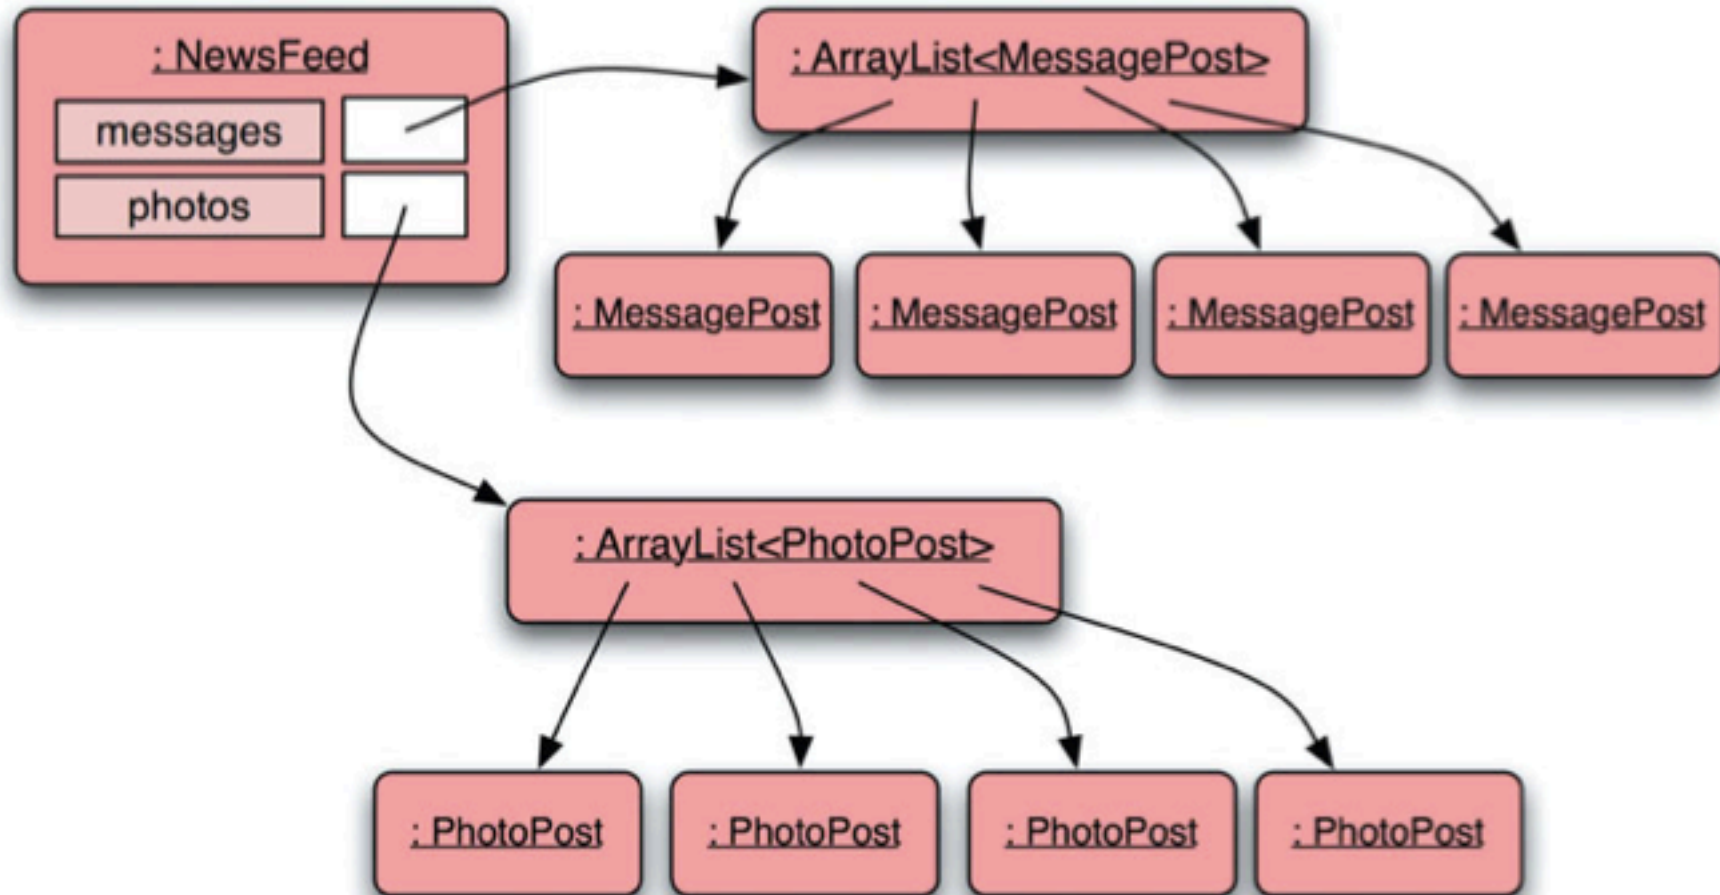 : NewsFeed
messages
photos
: ArrayList<MessagePost>
: MessagePost
: MessagePost
: MessagePost
: MessagePost
: ArrayList<PhotoPost>
: PhotoPost
: PhotoPost
: PhotoPost
: PhotoPost